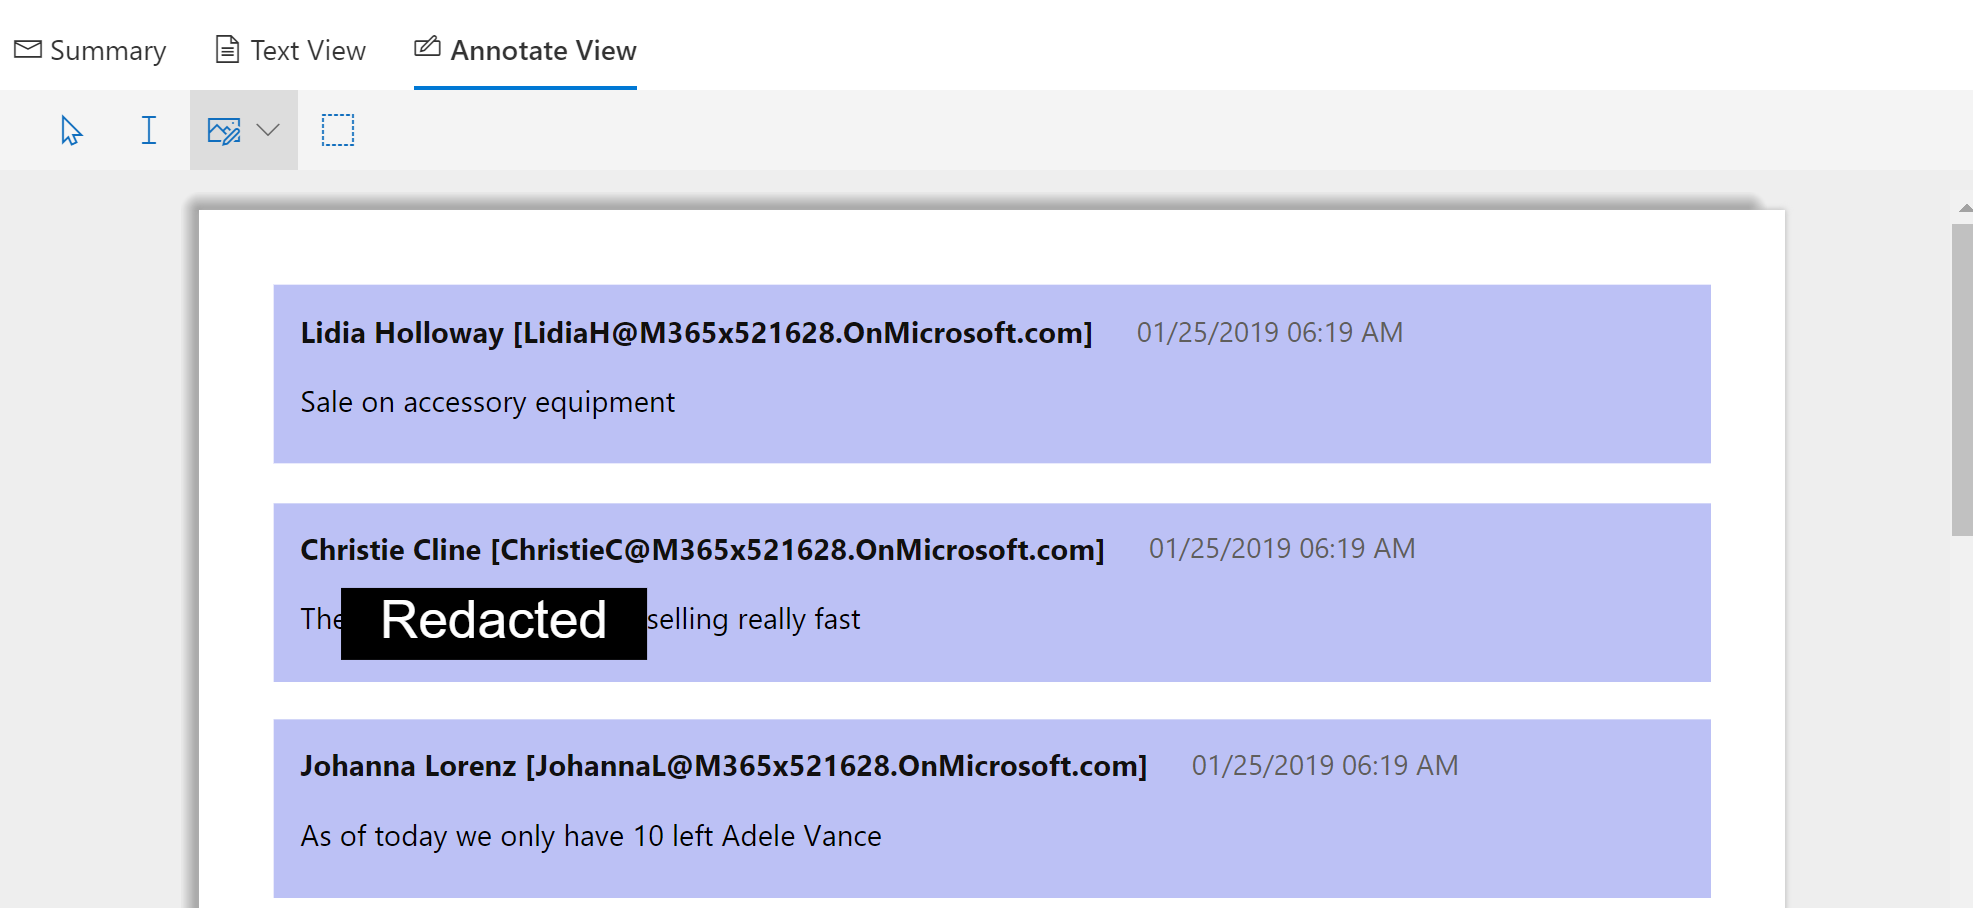 Summary Text View Annotate View
Lidia Holloway [LidiaH@M365x521628.OnMicrosoft.com] 01/25/2019 06:19 AM
Sale on accessory equipment
Christie Cline [ChristieC@M365x521628.OnMicrosoft.com] 01/25/2019 06:19 AM
The Redacted selling really fast
Johanna Lorenz [JohannaL@M365x521628.OnMicrosoft.com] 01/25/2019 06:19 AM
As of today we only have 10 left Adele Vance